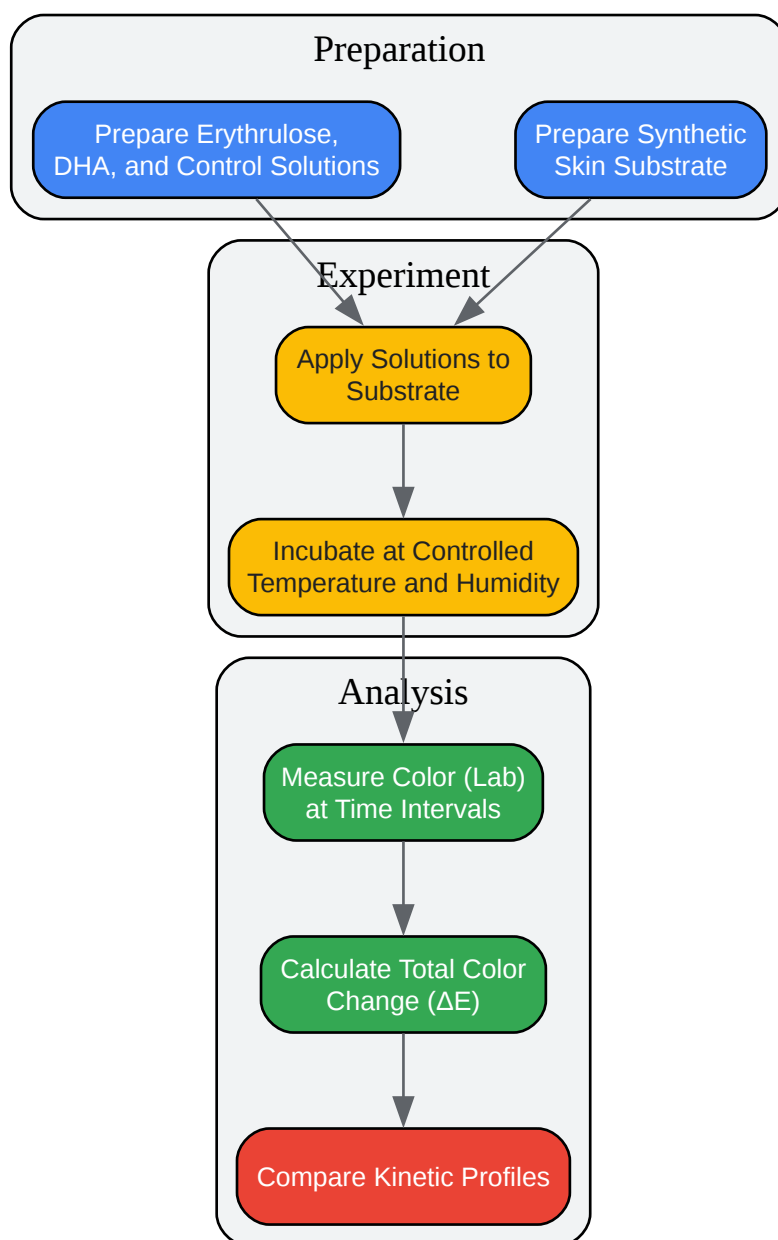 Preparation
Prepare Erythrulose,
DHA, and Control Solutions
Prepare Synthetic
Skin Substrate
Experiment
Apply Solutions to
Substrate
Incubate at Controlled
Temperature and Humidity
Analysis
Measure Color (Lab)
at Time Intervals
Calculate Total Color
Change (ΔE)
Compare Kinetic Profiles